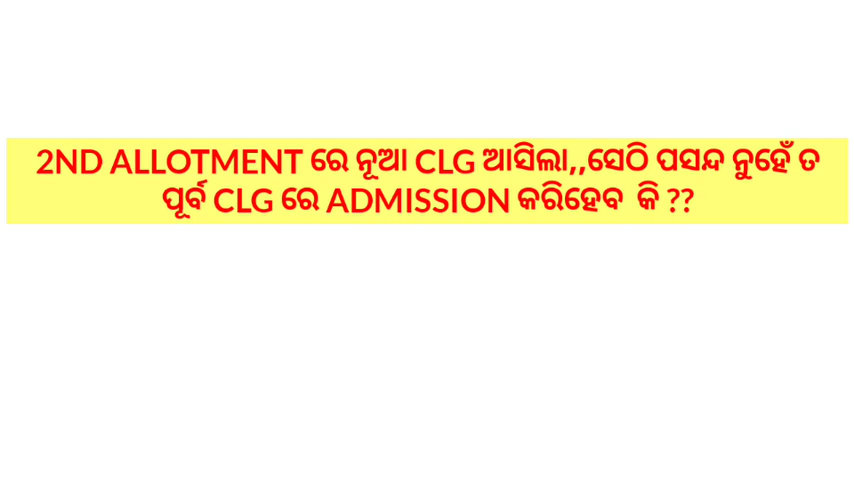 2ND ALLOTMENT ରେ ନୂଆ CLG ଆସିଲା,,ସେଠି ପସନ୍ଦ ନୁହେଁ ତ
ପୂର୍ବ CLG ରେ ADMISSION କରିହେବ କି ??